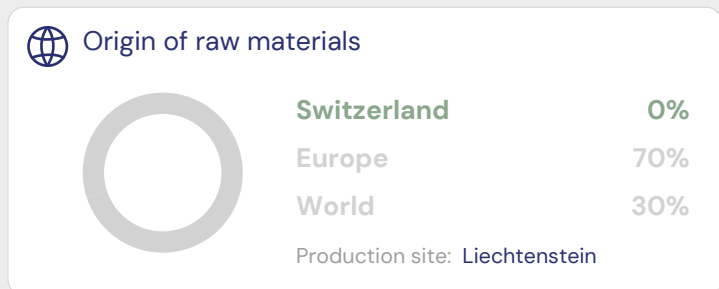 Origin of raw materials
Switzerland 0%
Europe 70%
World 30%
Production site: Liechtenstein